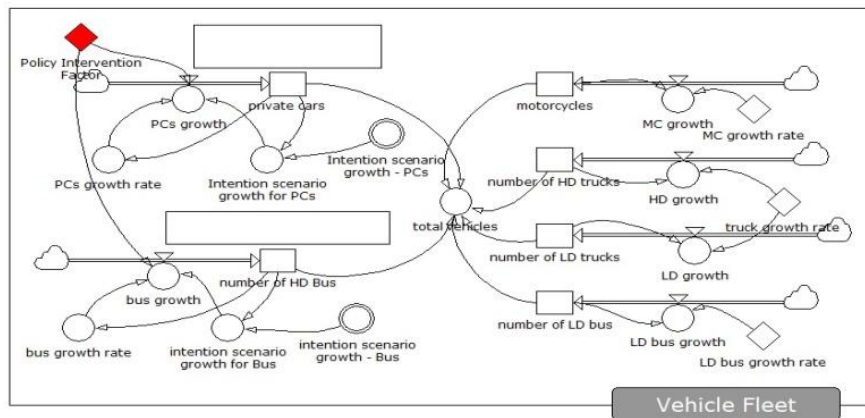 Policy Intervention
Factor
private cars
PCs growth
PCs growth rate
Intention scenario
growth for PCs
Intention scenario
growth - PCs
number of HD Bus
bus growth
bus growth rate
intention scenario
growth for Bus
intention scenario
growth - Bus
total vehicles
motorcycles
MC growth
MC growth rate
number of HD trucks
HD growth
truck growth rate
number of LD trucks
LD growth
number of LD bus
LD bus growth
LD bus growth rate
Vehicle Fleet